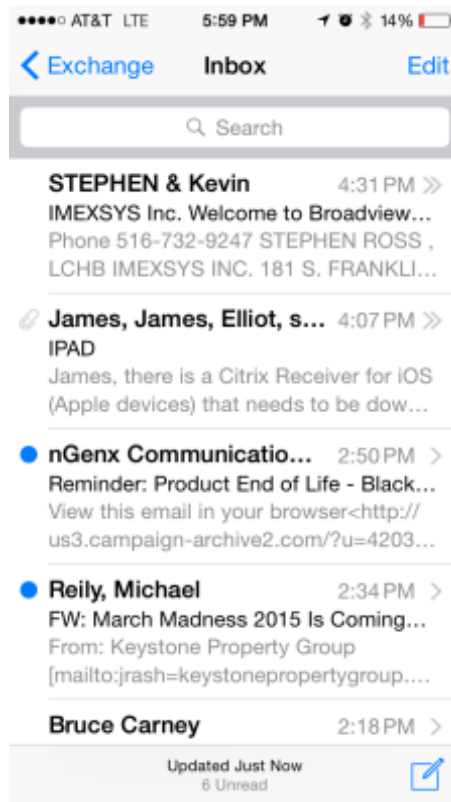 AT&T LTE 5:59 PM 14%
Exchange Inbox Edit
Search
STEPHEN & Kevin 4:31 PM
IMEXSYS Inc. Welcome to Broadview...
Phone 516-732-9247 STEPHEN ROSS ,
LCHB IMEXSYS INC. 181 S. FRANKLI...
James, James, Elliot, s... 4:07 PM
IPAD
James, there is a Citrix Receiver for iOS
(Apple devices) that needs to be dow...
nGenx Communicatio... 2:50 PM
Reminder: Product End of Life - Black...
View this email in your browser<http://
us3.campaign-archive2.com/?u=4203...
Reily, Michael 2:34 PM
FW: March Madness 2015 Is Coming...
From: Keystone Property Group
[mailto:jrash=keystonepropertygroup....
Bruce Carney 2:18 PM
Updated Just Now
6 Unread